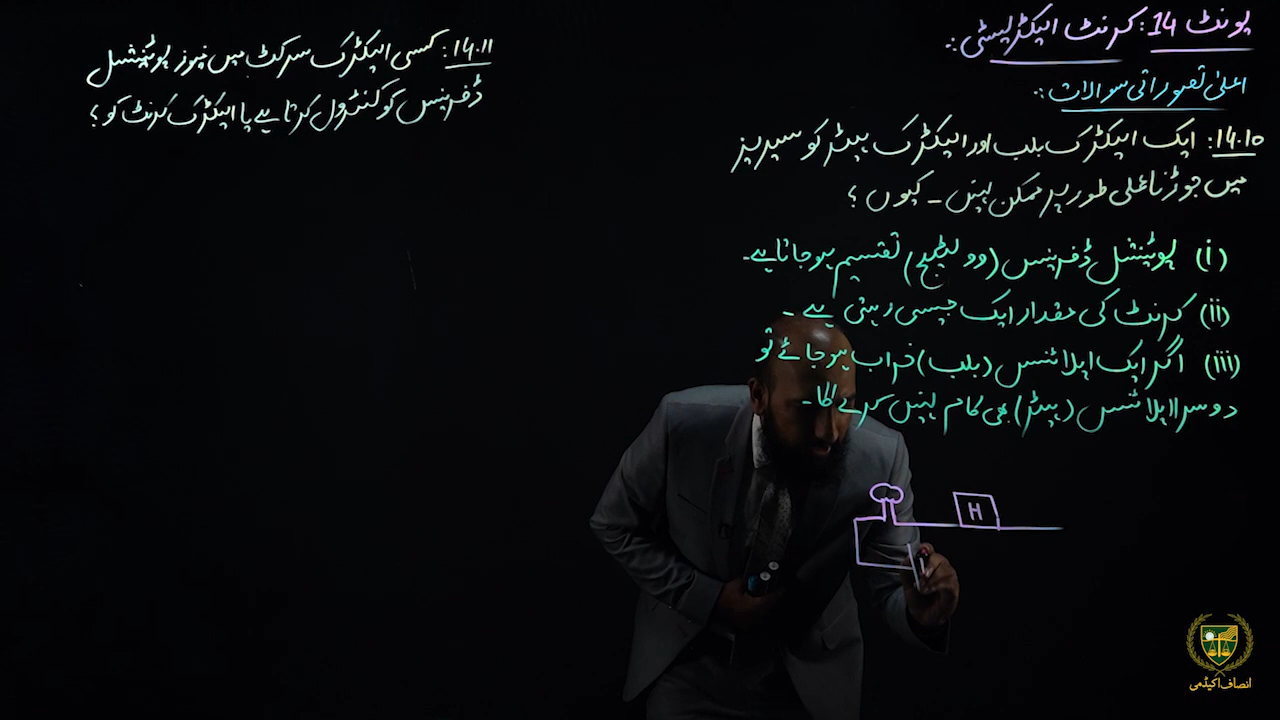 یونٹ 14: کرنٹ الیکٹریسٹی:۔
اعلیٰ تصوراتی سوالات:۔
14.10: ایک الیکٹرک بلب اور الیکٹرک ہیٹر کو سیریز
میں جوڑنا عملی طور پر ممکن نہیں۔ کیوں؟
(i) پوٹینشل ڈفرینس (وولٹیج) تقسیم ہو جاتا ہے۔
(ii) کرنٹ کی مقدار ایک جیسی رہتی ہے۔
(iii) اگر ایک اپلائنس (بلب) خراب ہو جائے تو
دوسرا اپلائنس (ہیٹر) بھی کام نہیں کرے گا۔
H
14.11: کسی الیکٹرک سرکٹ میں فیوز پوٹینشل
ڈفرینس کو کنٹرول کرتا ہے یا الیکٹرک کرنٹ کو؟
انصاف اکیڈمی